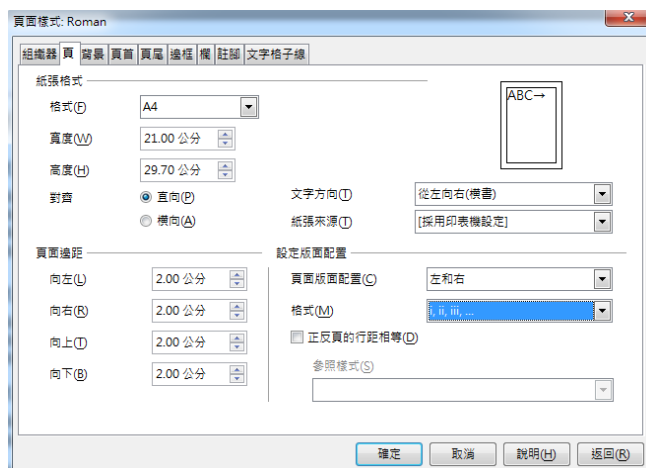 頁面樣式: Roman
組織器 頁 背景 頁首 頁尾 邊框 欄 註腳 文字格子線
紙張格式
格式(F) A4
寬度(W) 21.00 公分
高度(H) 29.70 公分
對齊 直向(P)
橫向(A)
ABC→
文字方向(T) 從左向右(橫書)
紙張來源(T) [採用印表機設定]
頁面邊距
向左(L) 2.00 公分
向右(R) 2.00 公分
向上(T) 2.00 公分
向下(B) 2.00 公分
設定版面配置
頁面版面配置(C) 左和右
格式(M) i, ii, iii, ...
正反頁的行距相等(D)
參照樣式(S)
確定 取消 說明(H) 返回(R)